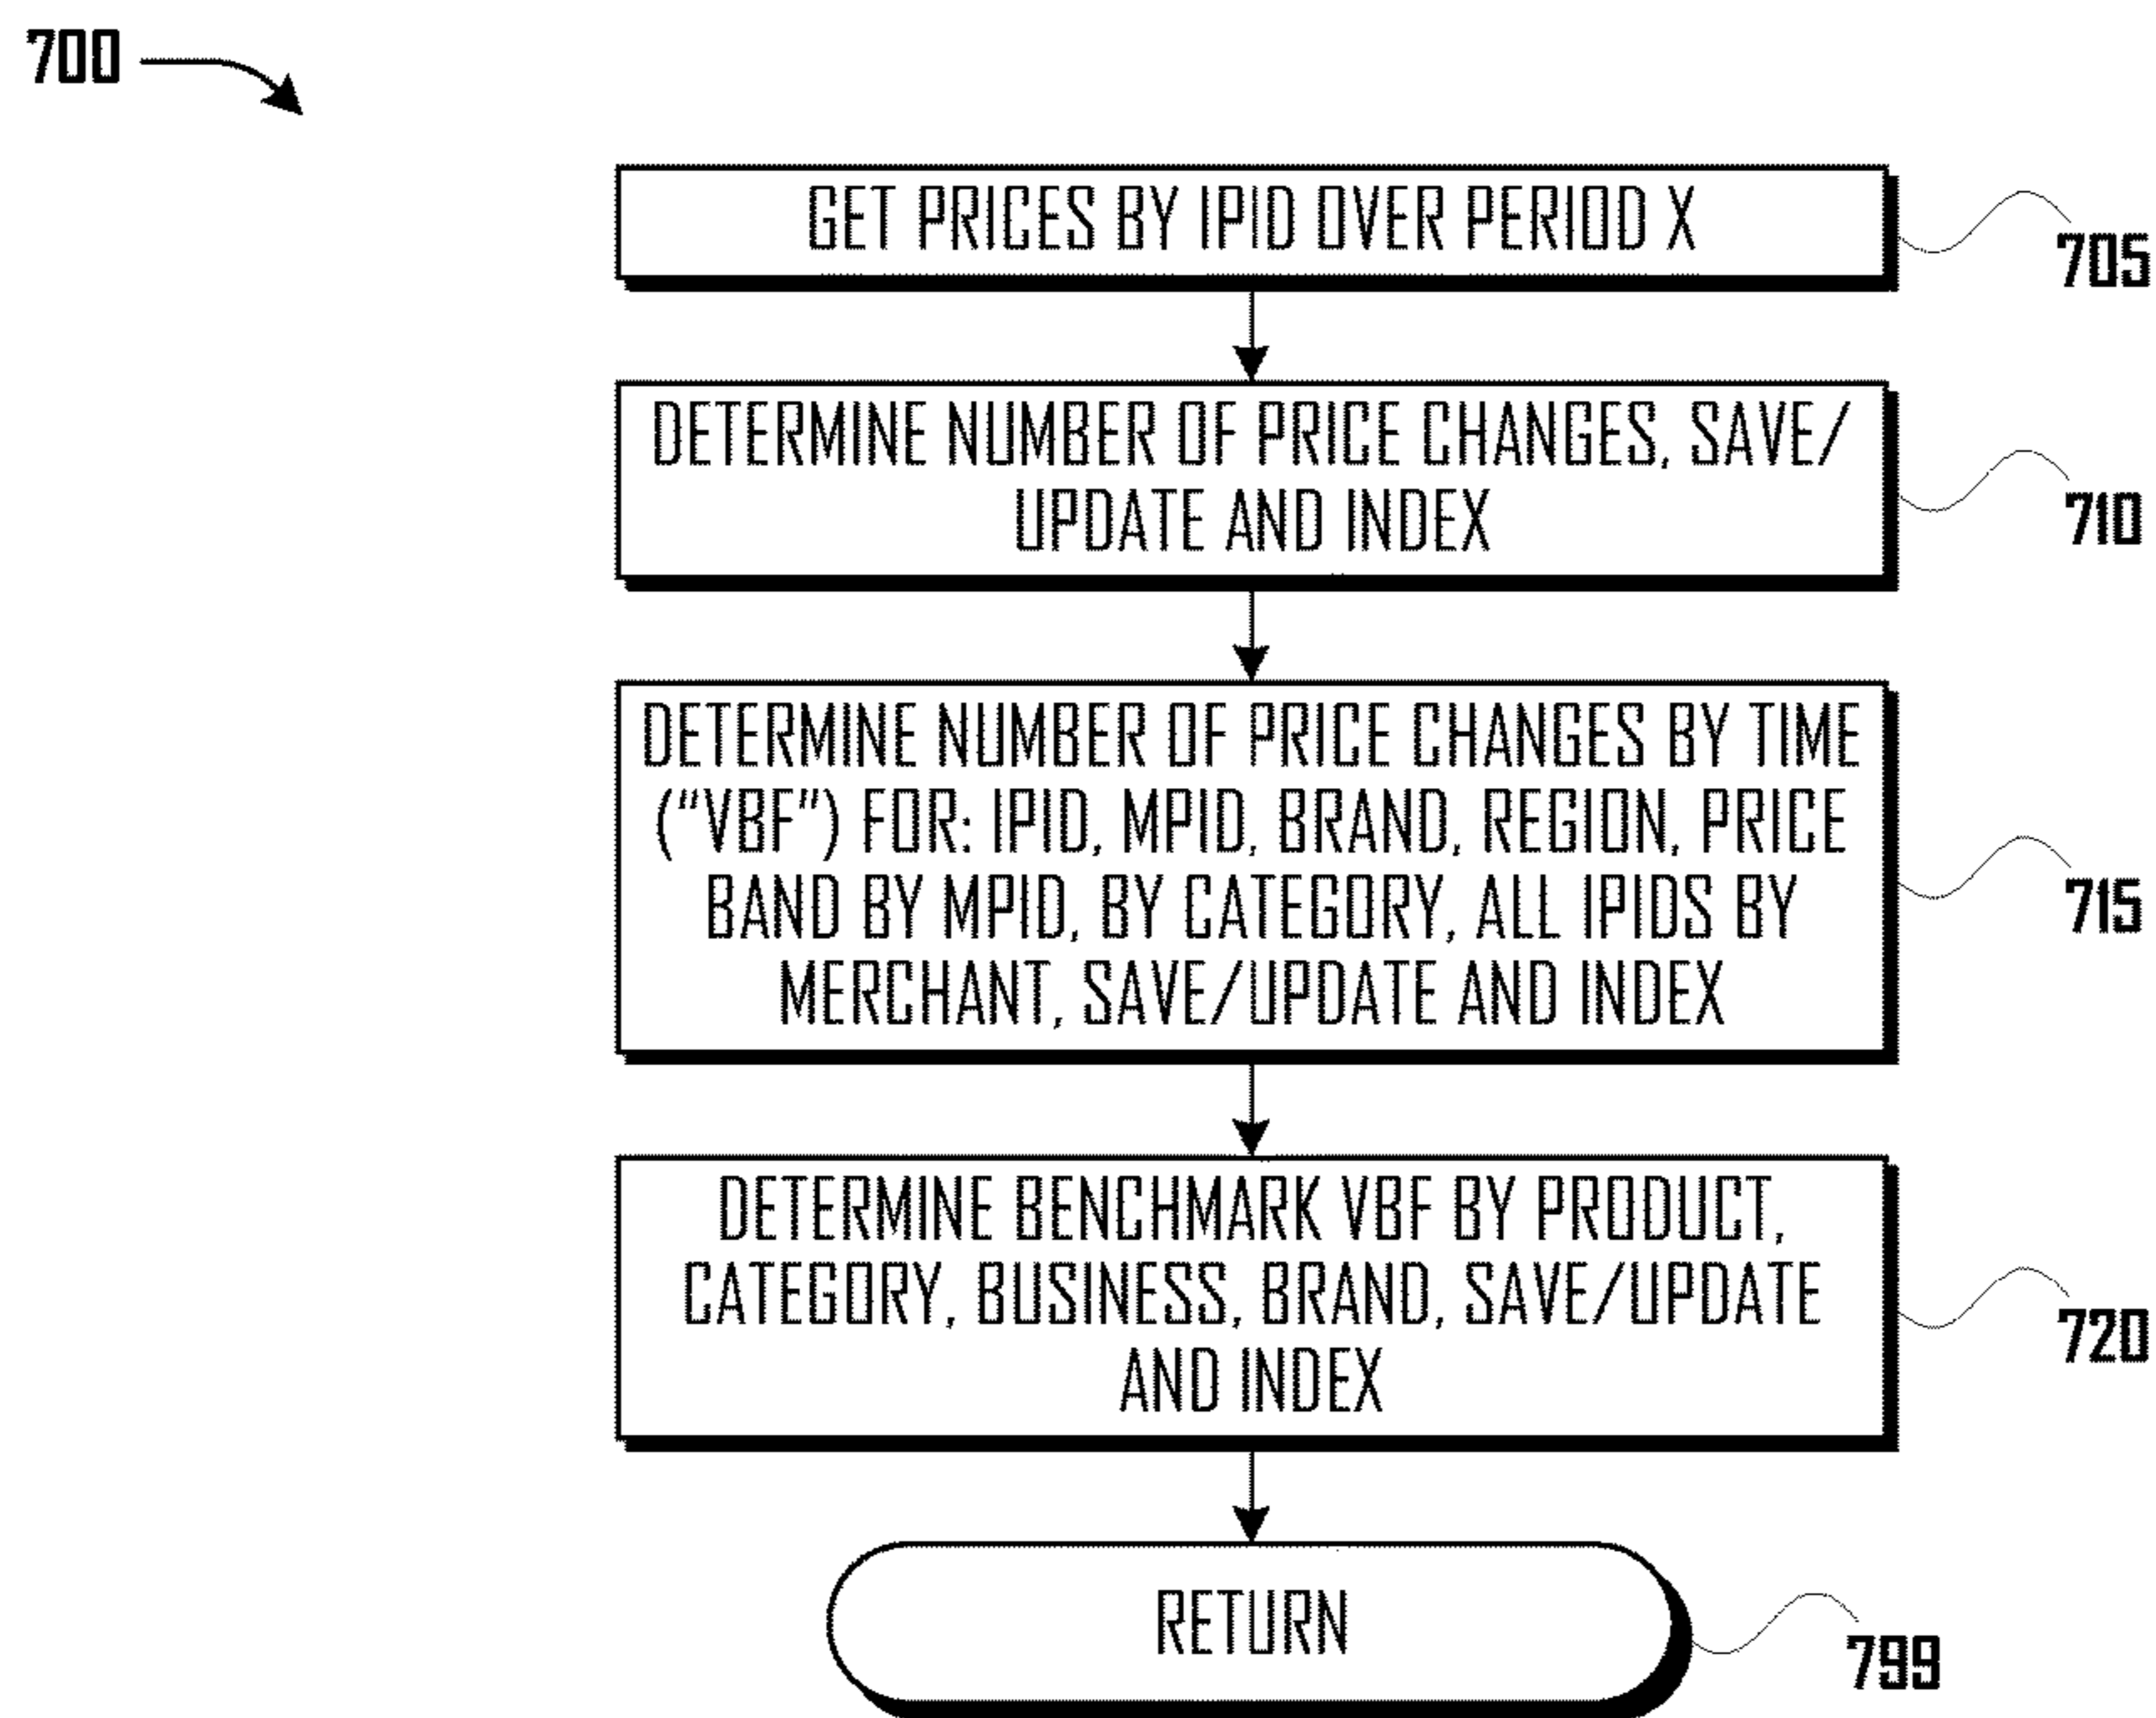 700
GET PRICES BY IPID OVER PERIOD X
705
DETERMINE NUMBER OF PRICE CHANGES, SAVE/
UPDATE AND INDEX
710
DETERMINE NUMBER OF PRICE CHANGES BY TIME
("VBF") FOR: IPID, MPID, BRAND, REGION, PRICE
BAND BY MPID, BY CATEGORY, ALL IPIDS BY
MERCHANT, SAVE/UPDATE AND INDEX
715
DETERMINE BENCHMARK VBF BY PRODUCT,
CATEGORY, BUSINESS, BRAND, SAVE/UPDATE
AND INDEX
720
RETURN
799